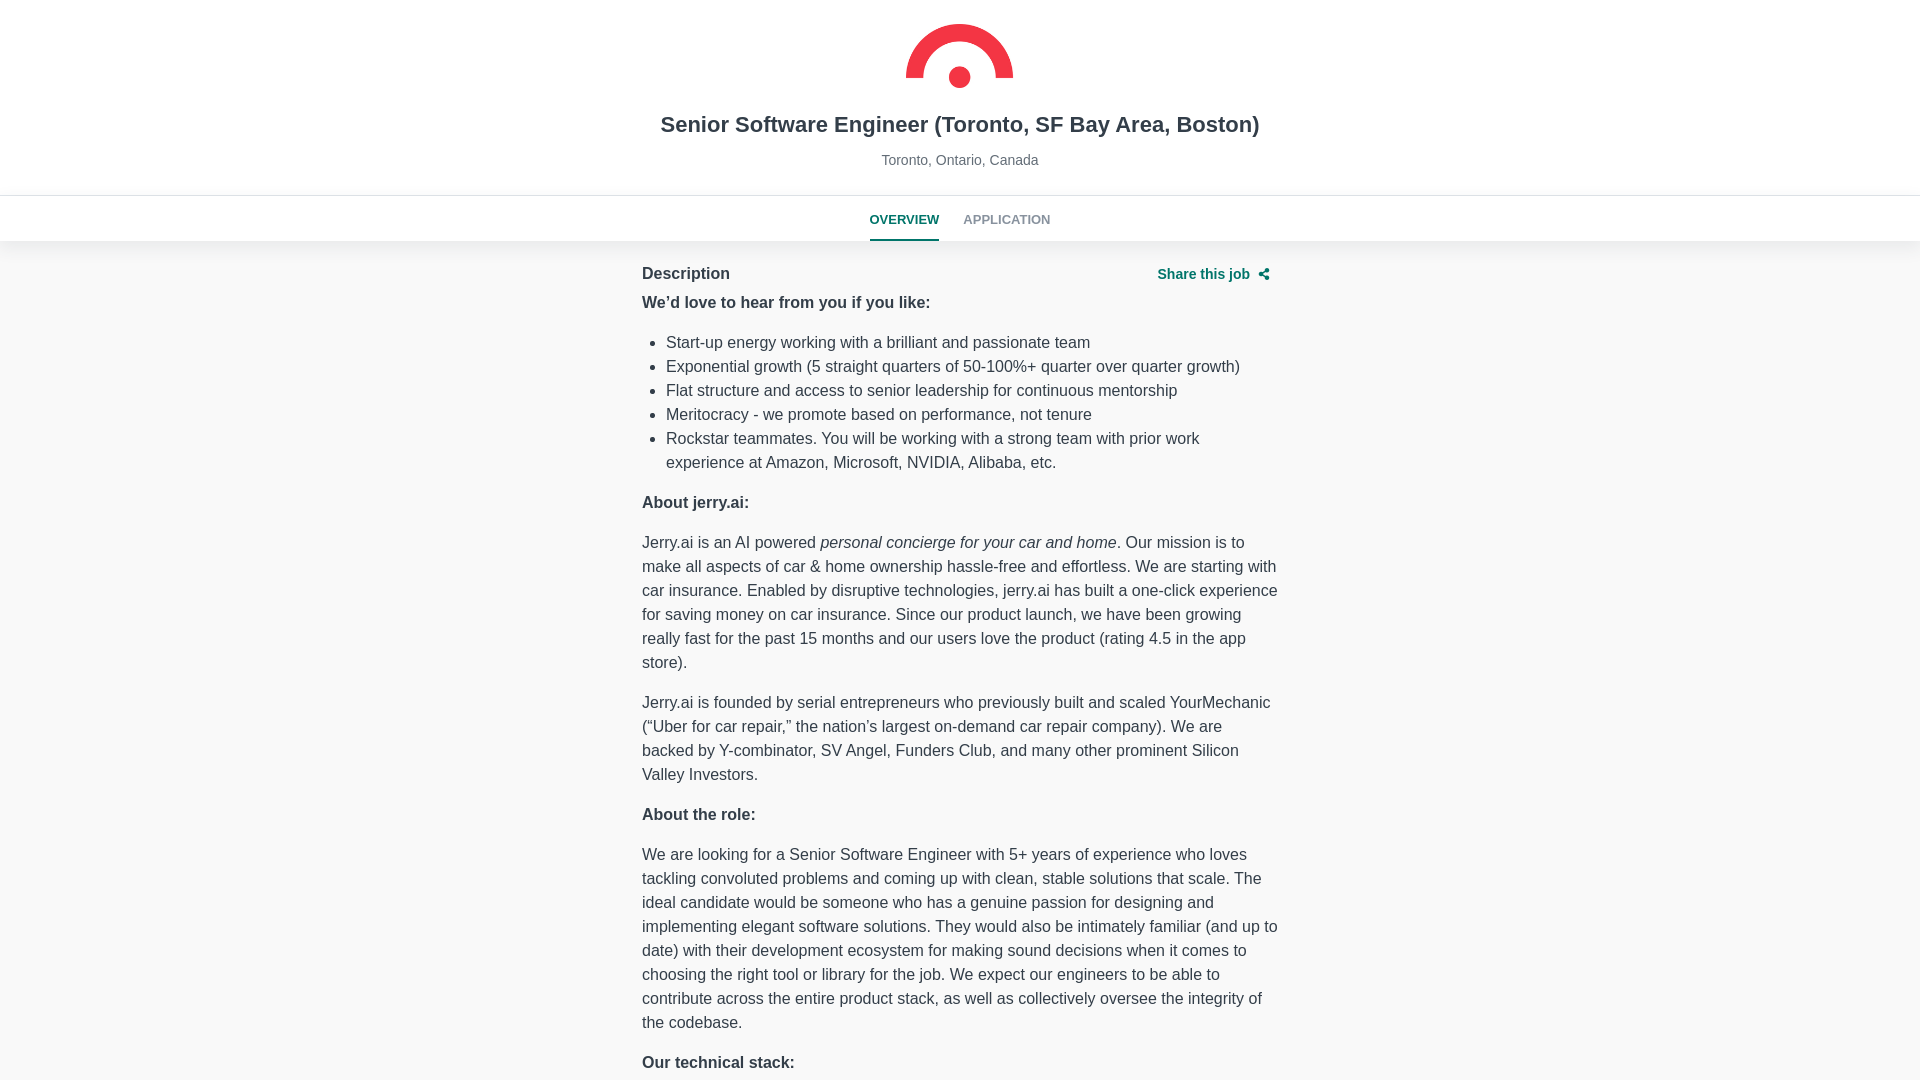 Senior Software Engineer (Toronto, SF Bay Area, Boston)
Toronto, Ontario, Canada
OVERVIEW APPLICATION
Description Share this job
We’d love to hear from you if you like:
Start-up energy working with a brilliant and passionate team
Exponential growth (5 straight quarters of 50-100%+ quarter over quarter growth)
Flat structure and access to senior leadership for continuous mentorship
Meritocracy - we promote based on performance, not tenure
Rockstar teammates. You will be working with a strong team with prior work
experience at Amazon, Microsoft, NVIDIA, Alibaba, etc.
About jerry.ai:
Jerry.ai is an AI powered personal concierge for your car and home. Our mission is to
make all aspects of car & home ownership hassle-free and effortless. We are starting with
car insurance. Enabled by disruptive technologies, jerry.ai has built a one-click experience
for saving money on car insurance. Since our product launch, we have been growing
really fast for the past 15 months and our users love the product (rating 4.5 in the app
store).
Jerry.ai is founded by serial entrepreneurs who previously built and scaled YourMechanic
(“Uber for car repair,” the nation’s largest on-demand car repair company). We are
backed by Y-combinator, SV Angel, Funders Club, and many other prominent Silicon
Valley Investors.
About the role:
We are looking for a Senior Software Engineer with 5+ years of experience who loves
tackling convoluted problems and coming up with clean, stable solutions that scale. The
ideal candidate would be someone who has a genuine passion for designing and
implementing elegant software solutions. They would also be intimately familiar (and up to
date) with their development ecosystem for making sound decisions when it comes to
choosing the right tool or library for the job. We expect our engineers to be able to
contribute across the entire product stack, as well as collectively oversee the integrity of
the codebase.
Our technical stack: